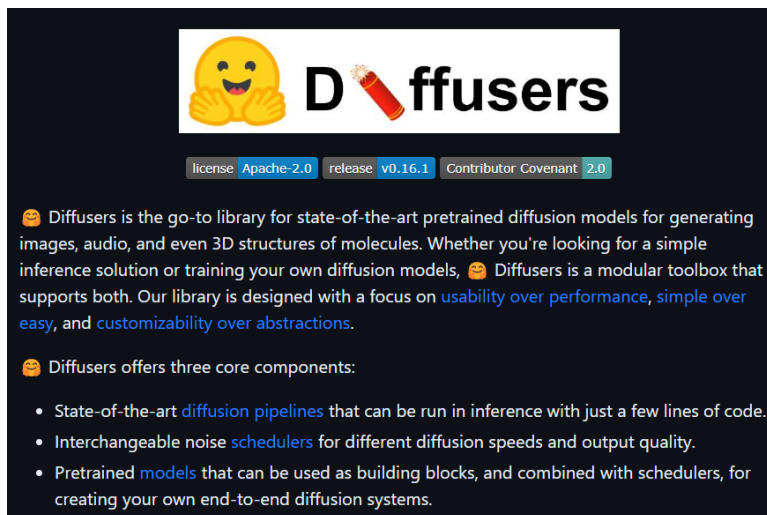 D🧨ffusers
license Apache-2.0 release v0.16.1 Contributor Covenant 2.0
🤗 Diffusers is the go-to library for state-of-the-art pretrained diffusion models for generating
images, audio, and even 3D structures of molecules. Whether you're looking for a simple
inference solution or training your own diffusion models, 🤗 Diffusers is a modular toolbox that
supports both. Our library is designed with a focus on usability over performance, simple over
easy, and customizability over abstractions.
🤗 Diffusers offers three core components:
• State-of-the-art diffusion pipelines that can be run in inference with just a few lines of code.
• Interchangeable noise schedulers for different diffusion speeds and output quality.
• Pretrained models that can be used as building blocks, and combined with schedulers, for
creating your own end-to-end diffusion systems.